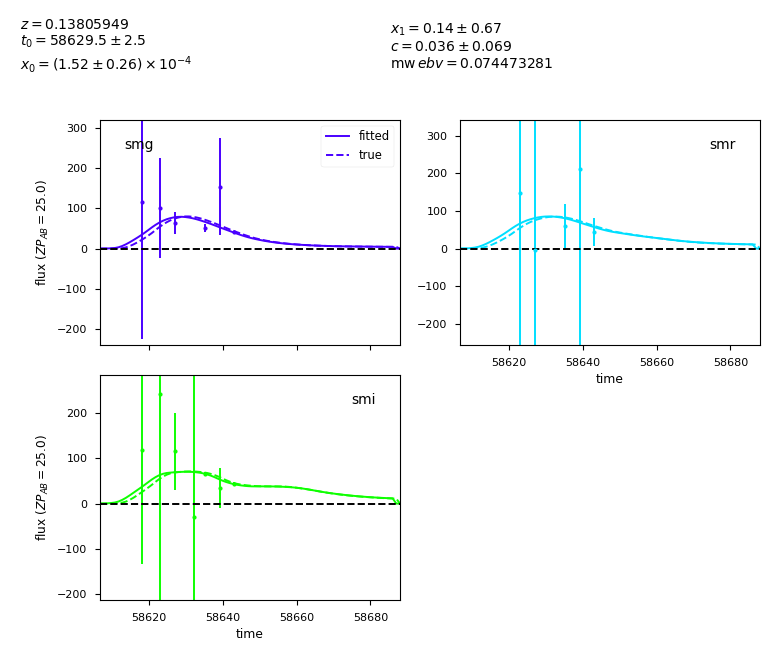 z = 0.13805949
t₀ = 58629.5 ± 2.5
x₀ = (1.52 ± 0.26) × 10⁻⁴
x₁ = 0.14 ± 0.67
c = 0.036 ± 0.069
mw ebv = 0.074473281
300
200
100
0
−100
−200
flux (ZP_AB = 25.0)
smg
fitted
true
300
200
100
0
−100
−200
smr
58620
58640
58660
58680
time
200
100
0
−100
−200
flux (ZP_AB = 25.0)
smi
58620
58640
58660
58680
time